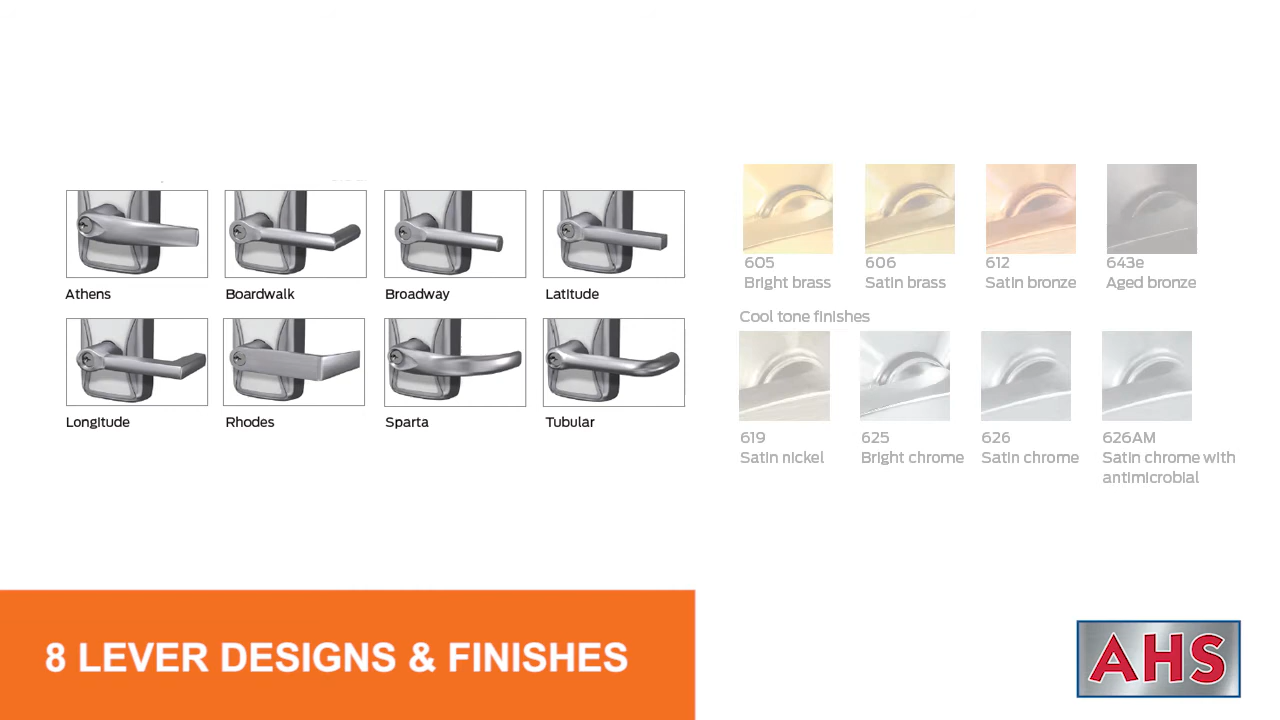 Athens
Boardwalk
Broadway
Latitude
Longitude
Rhodes
Sparta
Tubular
605
Bright brass
606
Satin brass
612
Satin bronze
643e
Aged bronze
Cool tone finishes
619
Satin nickel
625
Bright chrome
626
Satin chrome
626AM
Satin chrome with
antimicrobial
8 LEVER DESIGNS & FINISHES
AHS